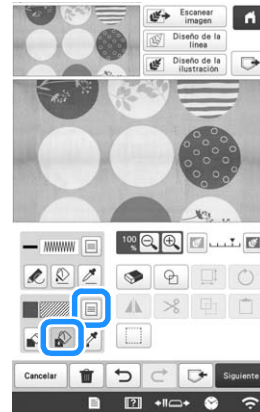 Escanear
imagen
Diseño de la
línea
Diseño de la
ilustración
100
%
Cancelar
Siguiente